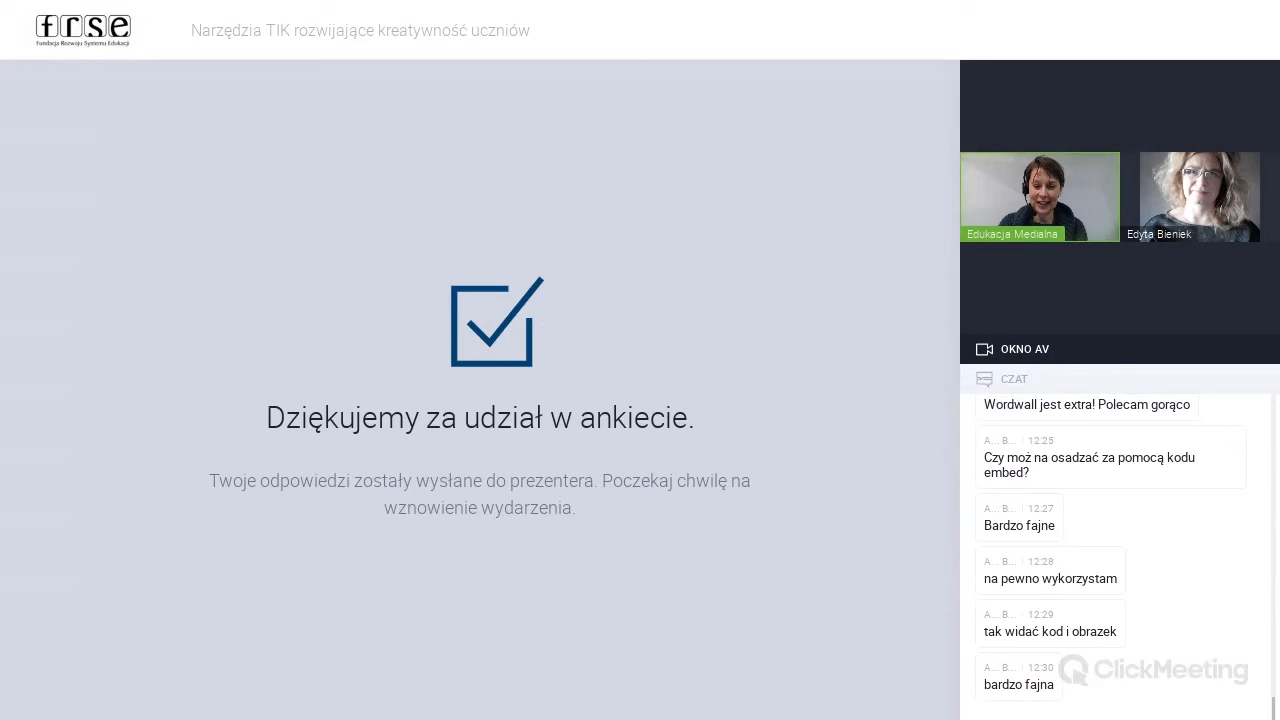 frse
Fundacja Rozwoju Systemu Edukacji
Narzędzia TIK rozwijające kreatywność uczniów
Dziękujemy za udział w ankiecie.
Twoje odpowiedzi zostały wysłane do prezentera. Poczekaj chwilę na
wznowienie wydarzenia.
Edukacja Medialna
Edyta Bieniek
OKNO AV
CZAT
Wordwall jest extra! Polecam gorąco
A... B... 12:25
Czy moż na osadzać za pomocą kodu
embed?
A... B... 12:27
Bardzo fajne
A... B... 12:28
na pewno wykorzystam
A... B... 12:29
tak widać kod i obrazek
A... B... 12:30
bardzo fajna
ClickMeeting